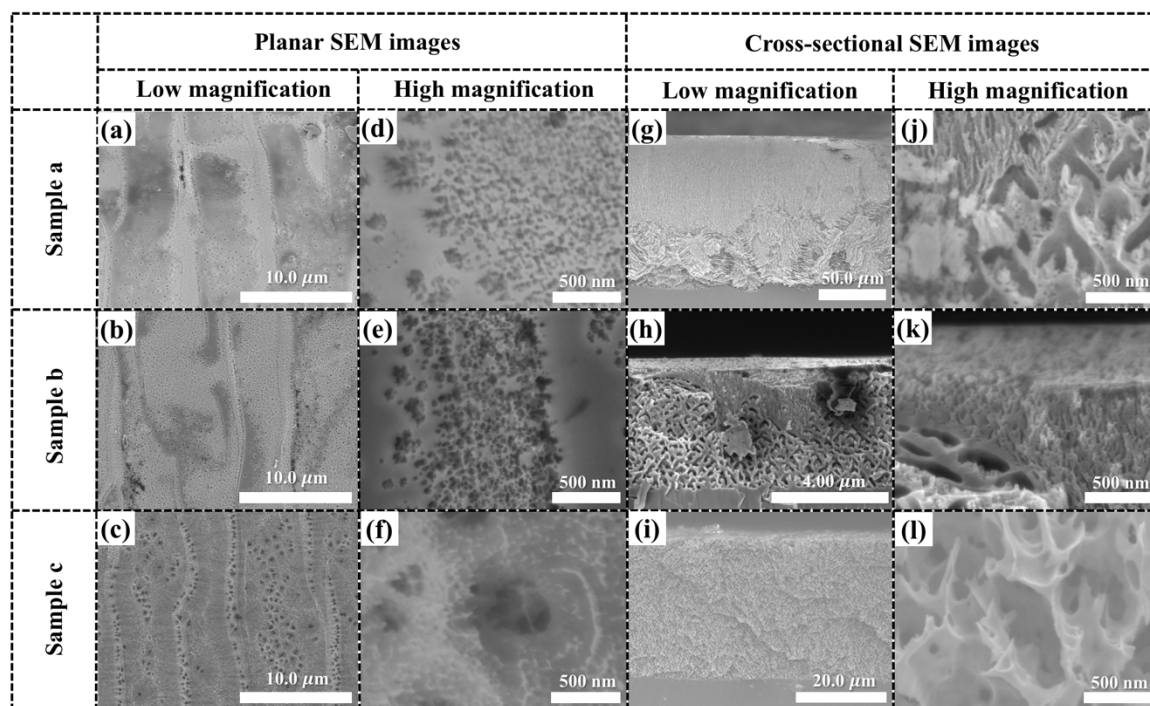 Planar SEM images
Cross-sectional SEM images
Low magnification
High magnification
Low magnification
High magnification
Sample a
(a)
10.0 µm
(d)
500 nm
(g)
50.0 µm
(j)
500 nm
Sample b
(b)
10.0 µm
(e)
500 nm
(h)
4.00 µm
(k)
500 nm
Sample c
(c)
10.0 µm
(f)
500 nm
(i)
20.0 µm
(l)
500 nm